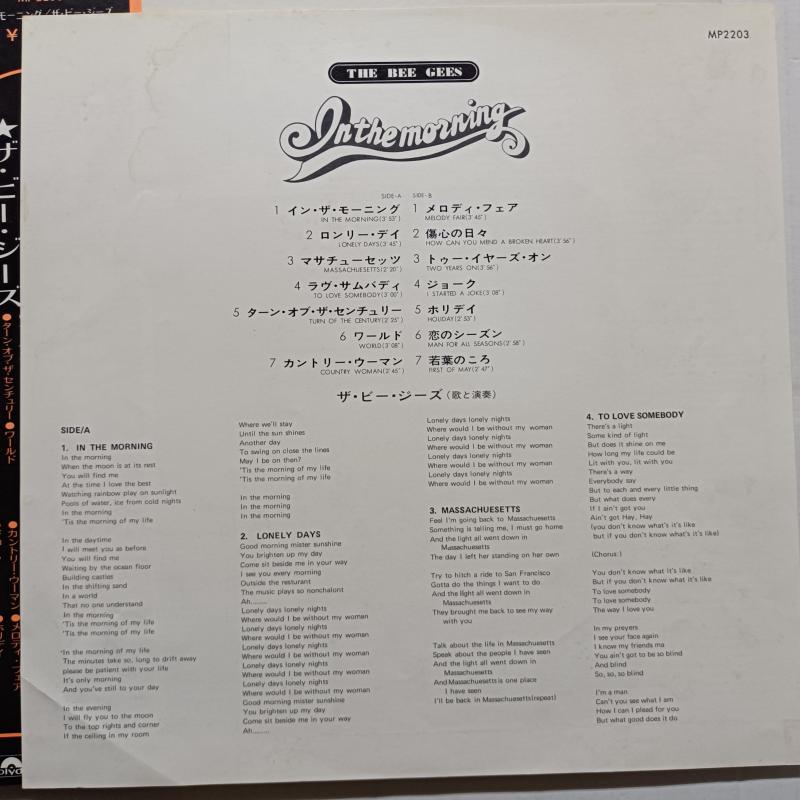 モーニング/ザ・ビー・ジーズ
¥
★ザ・ビー・ジーズ
●ターン・オブ・ザ・センチュリー●ワールド
●カントリー・ウーマン●メロディ・フェア
MP2203
THE BEE GEES
In the morning
SIDE-A
1 イン・ザ・モーニング
IN THE MORNING(3'53")
2 ロンリー・デイ
LONELY DAYS(3'45")
3 マサチューセッツ
MASSACHUSETTS(2'20")
4 ラヴ・サムバディ
TO LOVE SOMEBODY(3'00")
5 ターン・オブ・ザ・センチュリー
TURN OF THE CENTURY(2'25")
6 ワールド
WORLD(3'08")
7 カントリー・ウーマン
COUNTRY WOMAN(2'45")
SIDE-B
1 メロディ・フェア
MELODY FAIR(3'45")
2 傷心の日々
HOW CAN YOU MEND A BROKEN HEART(3'56")
3 トゥー・イヤーズ・オン
TWO YEARS ON(3'56")
4 ジョーク
I STARTED A JOKE(3'08")
5 ホリデイ
HOLIDAY(2'53")
6 恋のシーズン
MAN FOR ALL SEASONS(2'58")
7 若葉のころ
FIRST OF MAY(2'47")
ザ・ビー・ジーズ(歌と演奏)
SIDE/A
1. IN THE MORNING
In the morning
When the moon is at its rest
You will find me
At the time I love the best
Watching rainbow play on sunlight
Pools of water, ice from cold nights
In the morning
'Tis the morning of my life
In the daytime
I will meet you as before
You will find me
Waiting by the ocean floor
Building castles
In the shifting sand
In a world
That no one understand
In the morning
'Tis the morning of my life
'Tis the morning of my life
'In the morning of my life
The minutes take so, long to drift away
please be patient with your life
It's only morning
And you've still to your day
In the evening
I will fly you to the moon
To the top rights and corner
If the ceiling in my room
Where we'll stay
Until the sun shines
Another day
To swing on close the lines
May I be on then?
'Tis the morning of my life
'Tis the morning of my life
In the morning
In the morning
In the morning
2. LONELY DAYS
Good morning mister sunshine
You brighten up my day
Come sit beside me in your way
I see you every morning
Outside the resturant
The music plays so nonchalont
Ah........
Lonely days lonely nights
Where would I be without my woman
Lonely days lonely nights
Where would I be without my woman
Lonely days lonely nights
Where would I be without my woman
Lonely days lonely nights
Where would I be without my woman
Lonely days lonely nights
Where would I be without my woman
Good morning mister sunshine
You brighten up my day
Come sit beside me in your way
Ah........
Lonely days lonely nights
Where would I be without my woman
Lonely days lonely nights
Where would I be without my woman
Lonely days lonely nights
Where would I be without my woman
Lonely days lonely nights
Where would I be without my woman
3. MASSACHUESETTS
Feel I'm going back to Massachuesetts
Something is telling me, I must go home
And the light all went down in
Massachuesetts
The day I left her standing on her own
Try to hitch a ride to San Francisco
Gotta do the things I want to do
And the light all went down in
Massachuesetts
They brought me back to see my way
with you
Talk about the life in Massachuesetts
Speak about the people I have seen
And the light all went down in
Massachuesetts
And Massachuesetts is one place
I have seen
I'll be back in Massachuesetts(repeat)
4. TO LOVE SOMEBODY
There's a light
Some kind of light
But does it shine on me
How long my life could be
Lit with you, lit with you
There's a way
Everybody say
But to each and every little thing
But what does every
If I ain't got you
Ain't got Hay, Hay
(you don't know what's it's like
but if you don't know what's it's like)
(Chorus:)
You don't know what it's like
But if you don't know what it's like
To love somebody
To love somebody
The way I love you
In my preyers
I see your face again
I know my friends ma
You ain't got to be so blind
And blind
So, so, so blind
I'm a man
Can't you see what I am
How can I plead for you
But what good does it do